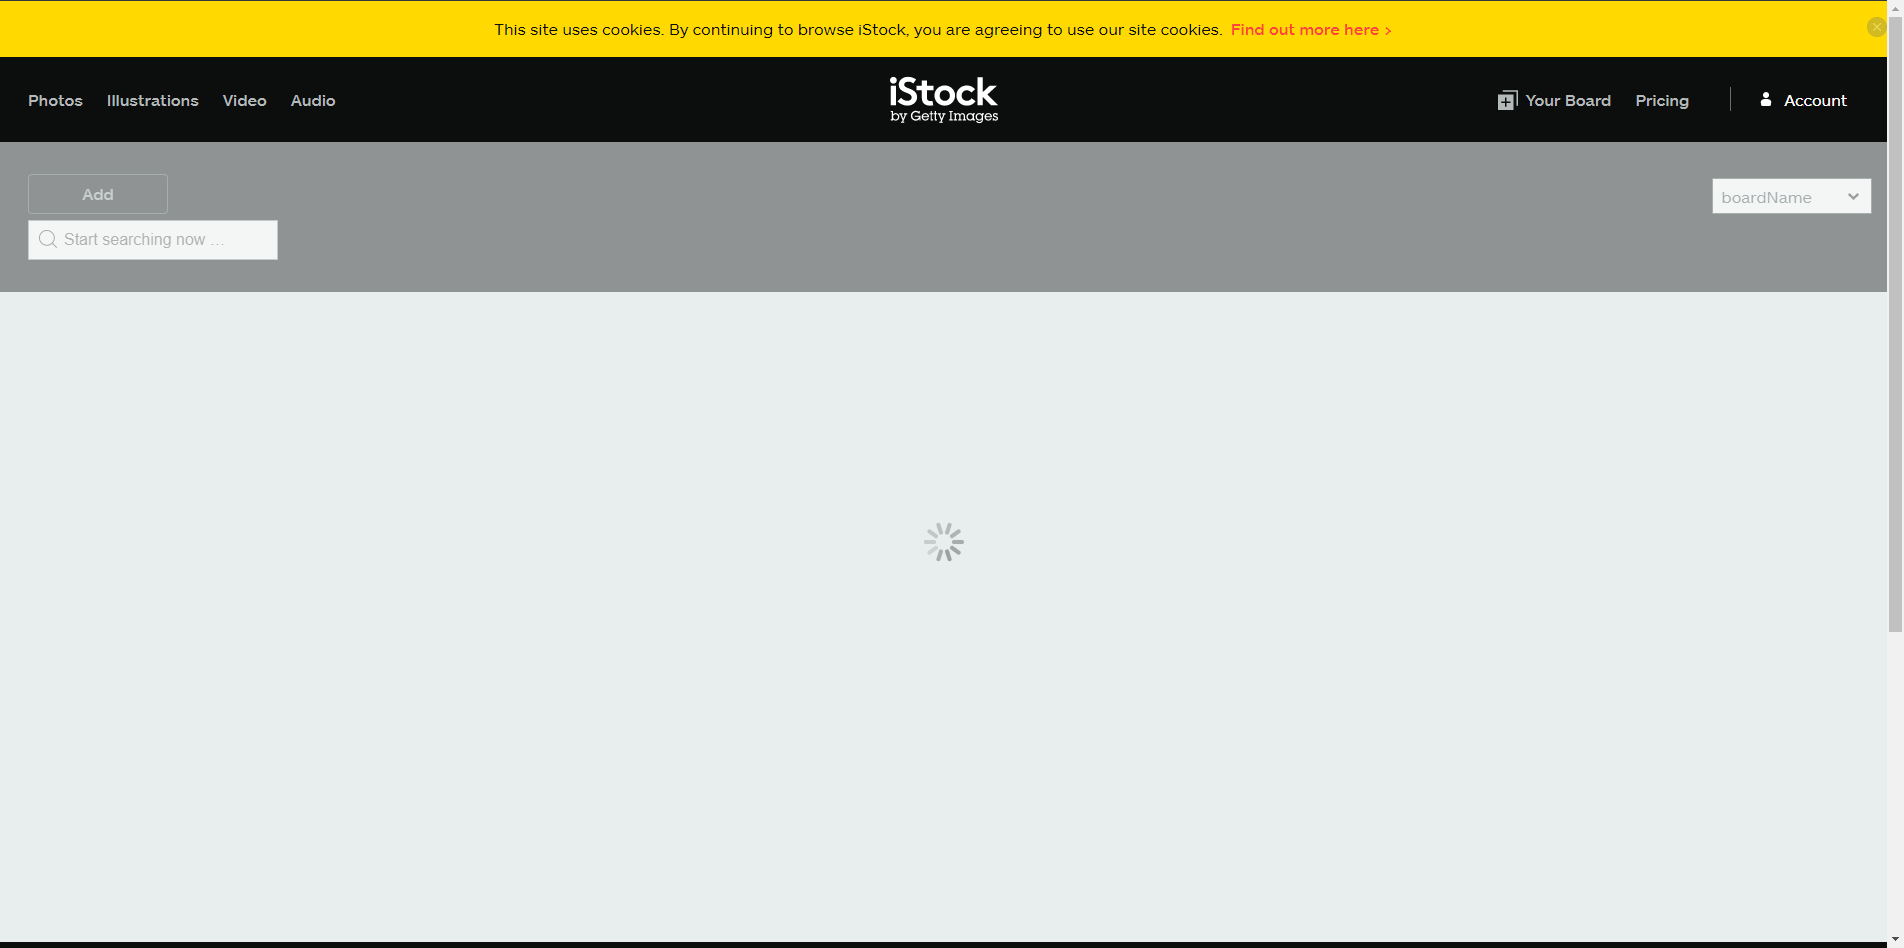 This site uses cookies. By continuing to browse iStock, you are agreeing to use our site cookies. Find out more here >
Photos Illustrations Video Audio
iStock
by Getty Images
Your Board Pricing Account
Add
boardName
Start searching now ...